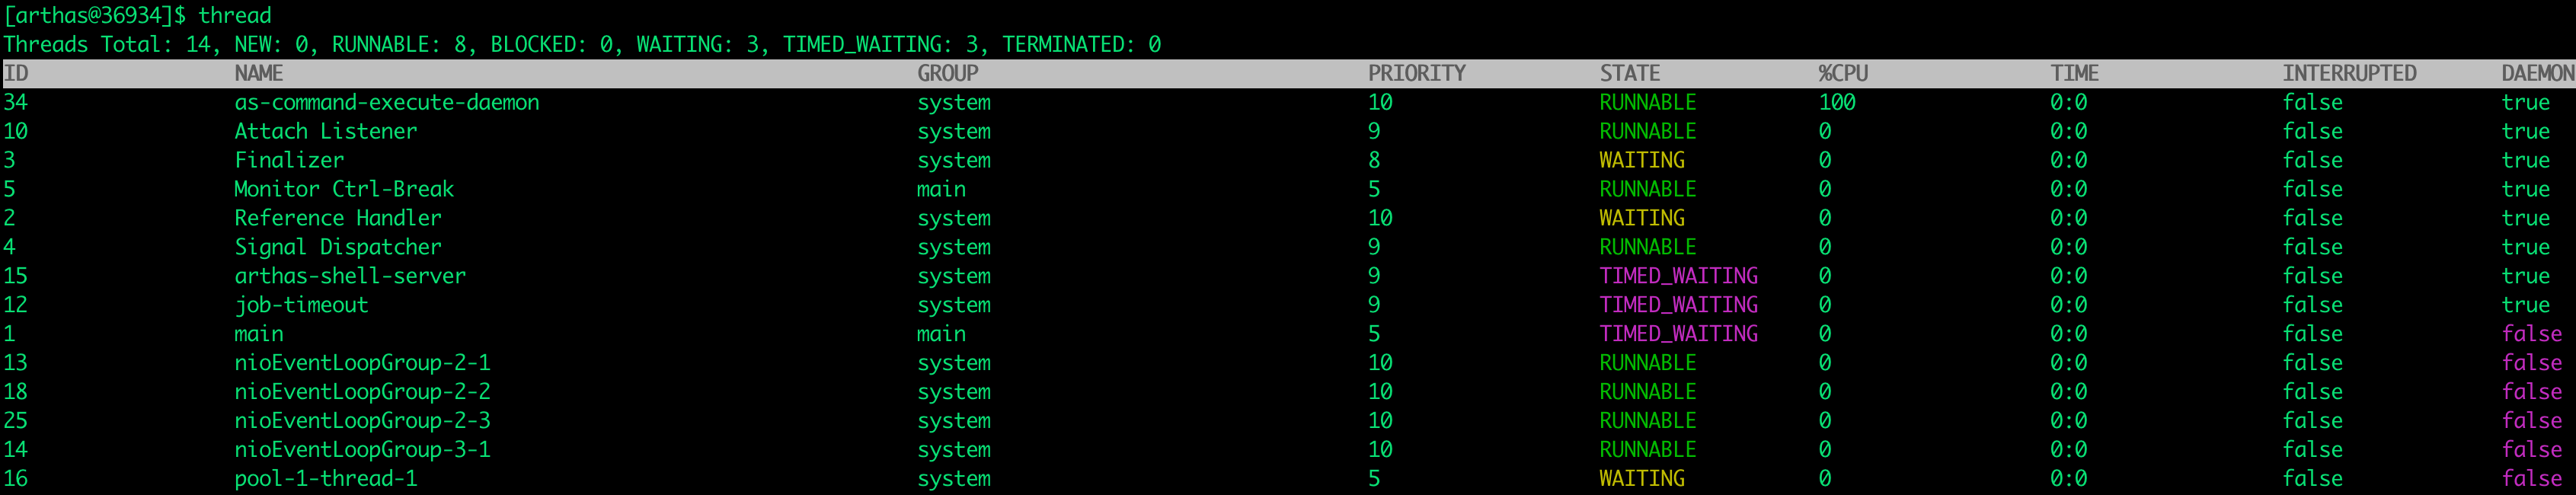 [arthas@36934]$ thread
Threads Total: 14, NEW: 0, RUNNABLE: 8, BLOCKED: 0, WAITING: 3, TIMED_WAITING: 3, TERMINATED: 0
ID NAME GROUP PRIORITY STATE %CPU TIME INTERRUPTED DAEMON
34 as-command-execute-daemon system 10 RUNNABLE 100 0:0 false true
10 Attach Listener system 9 RUNNABLE 0 0:0 false true
3 Finalizer system 8 WAITING 0 0:0 false true
5 Monitor Ctrl-Break main 5 RUNNABLE 0 0:0 false true
2 Reference Handler system 10 WAITING 0 0:0 false true
4 Signal Dispatcher system 9 RUNNABLE 0 0:0 false true
15 arthas-shell-server system 9 TIMED_WAITING 0 0:0 false true
12 job-timeout system 9 TIMED_WAITING 0 0:0 false true
1 main main 5 TIMED_WAITING 0 0:0 false false
13 nioEventLoopGroup-2-1 system 10 RUNNABLE 0 0:0 false false
18 nioEventLoopGroup-2-2 system 10 RUNNABLE 0 0:0 false false
25 nioEventLoopGroup-2-3 system 10 RUNNABLE 0 0:0 false false
14 nioEventLoopGroup-3-1 system 10 RUNNABLE 0 0:0 false false
16 pool-1-thread-1 system 5 WAITING 0 0:0 false false